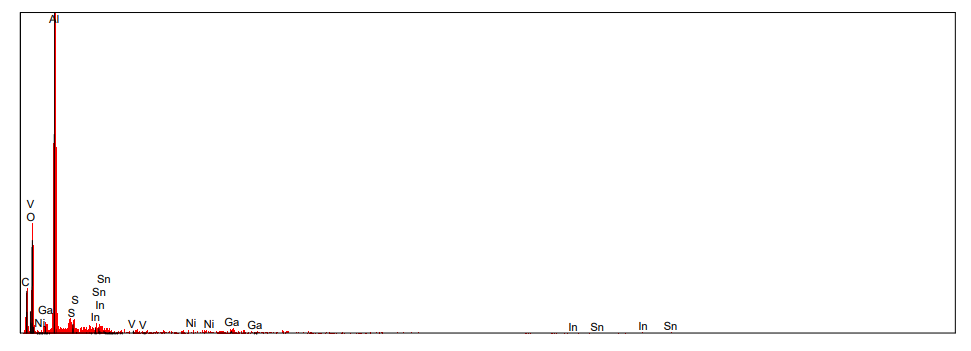 Al
V
O
C
Ga
Ni
S
S
Sn
Sn
In
In
V V
Ni Ni
Ga Ga
In Sn
In Sn